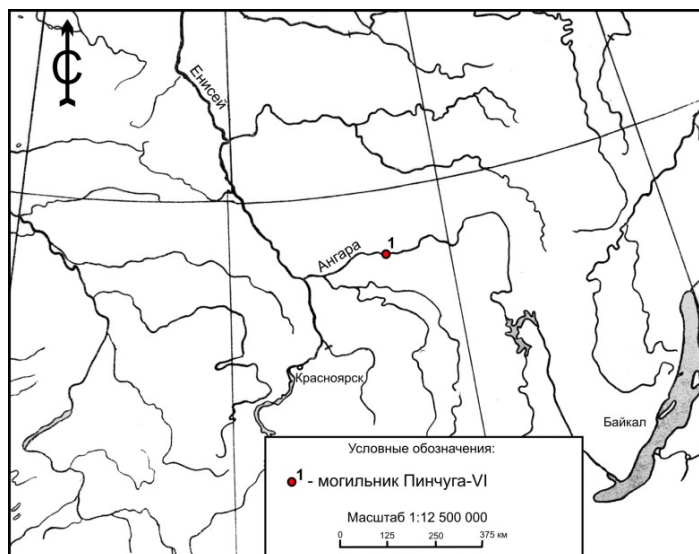 С
Енисей
Ангара
1
Красноярск
Байкал
Условные обозначения:
1 - могильник Пинчуга-VI
Масштаб 1:12 500 000
0 125 250 375 км